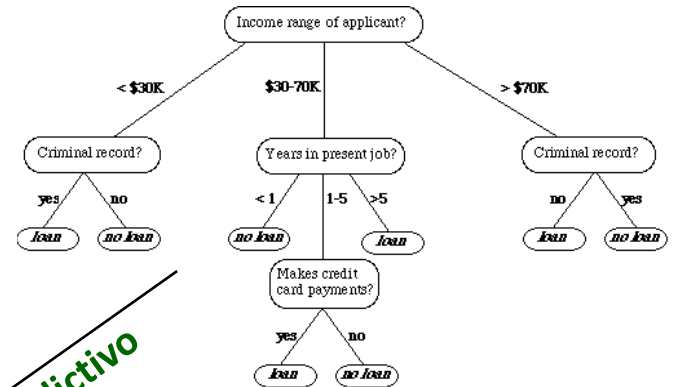 Income range of applicant?
< $30K
$30-70K
> $70K
Criminal record?
Years in present job?
Criminal record?
yes
no
< 1
1-5
>5
no
yes
loan
no loan
no loan
loan
loan
no loan
Makes credit
card payments?
yes
no
loan
no loan